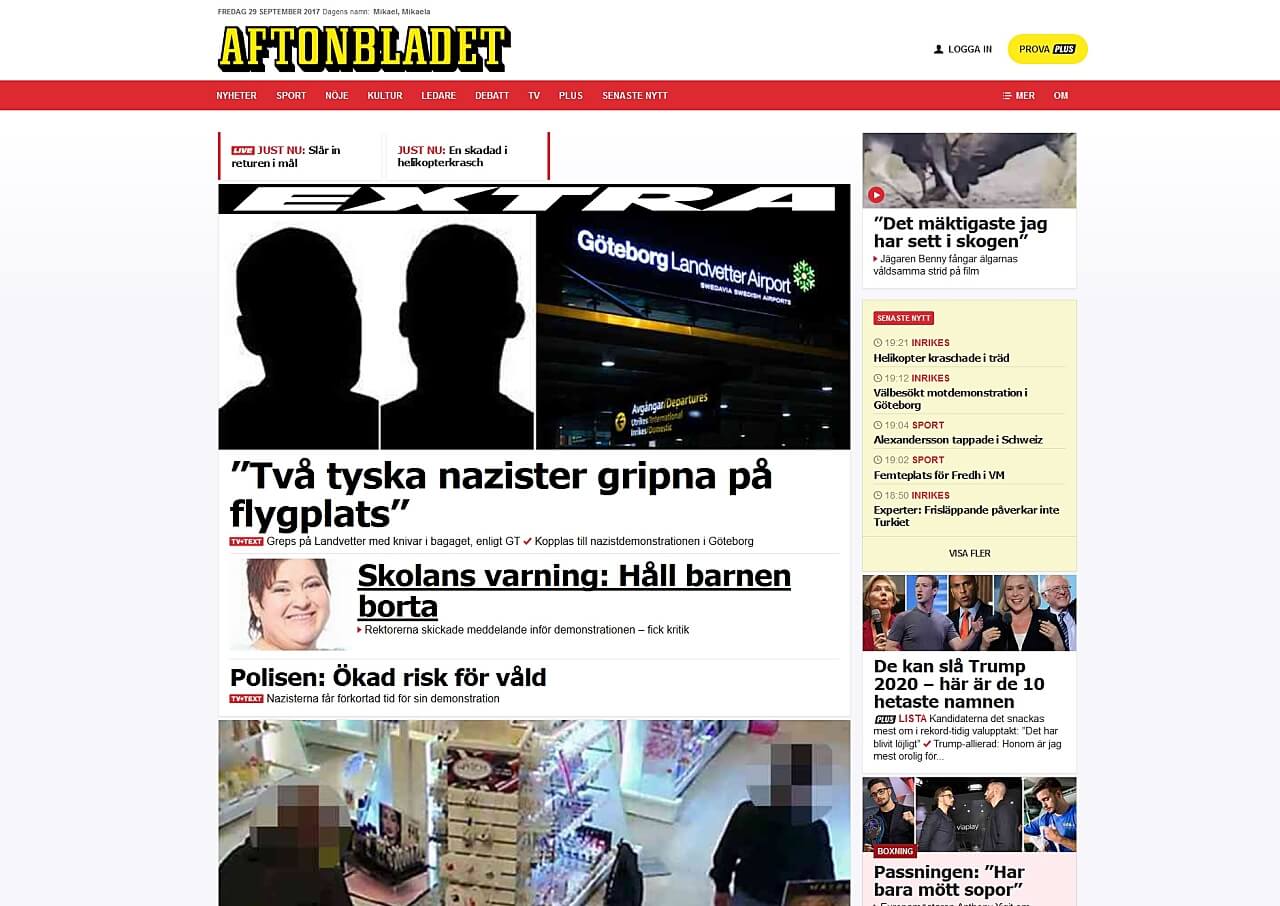 FREDAG 29 SEPTEMBER 2017 Dagens namn: Mikael, Mikaela
AFTONBLADET
LOGGA IN
PROVA PLUS
NYHETER SPORT NÖJE KULTUR LEDARE DEBATT TV PLUS SENASTE NYTT
MER OM
LIVE JUST NU: Slår in
returen i mål
JUST NU: En skadad i
helikopterkrasch
EXTRA
Göteborg Landvetter Airport
SWEDAVIA SWEDISH AIRPORTS
Avgångar/Departures
Utrikes/International
Inrikes/Domestic
”Två tyska nazister gripna på
flygplats”
TV+TEXT Greps på Landvetter med knivar i bagaget, enligt GT Kopplas till nazistdemonstrationen i Göteborg
Skolans varning: Håll barnen
borta
Rektorerna skickade meddelande inför demonstrationen – fick kritik
Polisen: Ökad risk för våld
TV+TEXT Nazisterna får förkortad tid för sin demonstration
”Det mäktigaste jag
har sett i skogen”
Jägaren Benny fångar älgarnas
våldsamma strid på film
SENASTE NYTT
19:21 INRIKES
Helikopter kraschade i träd
19:12 INRIKES
Välbesökt motdemonstration i
Göteborg
19:04 SPORT
Alexandersson tappade i Schweiz
19:02 SPORT
Femteplats för Fredh i VM
18:50 INRIKES
Experter: Frisläppande påverkar inte
Turkiet
VISA FLER
De kan slå Trump
2020 – här är de 10
hetaste namnen
PLUS LISTA Kandidaterna det snackas
mest om i rekord-tidig valupptakt: ”Det har
blivit löjligt” Trump-allierad: Honom är jag
mest orolig för...
viaplay
BOXNING
Passningen: ”Har
bara mött sopor”